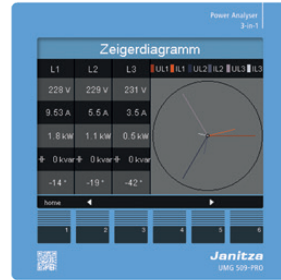 Power Analyser
3-in-1
Zeigerdiagramm
L1 L2 L3 UL1 IL1 UL2 IL2 UL3 IL3
228 V 229 V 231 V
9.53 A 5.5 A 3.5 A
1.8 kW 1.1 kW 0.5 kW
0 kvar 0 kvar 0 kvar
-14° -19° -42°
home
1 2 3 4 5 6
Janitza
UMG 509-PRO